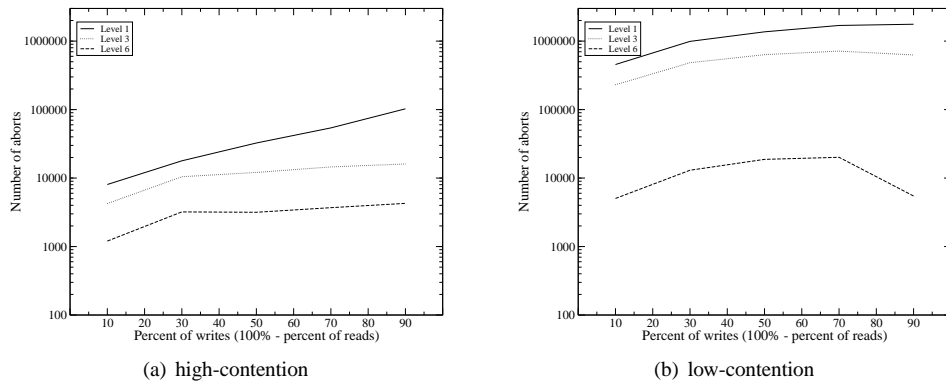 Level 1
Level 3
Level 6
1000000
100000
10000
1000
100
Number of aborts
10 20 30 40 50 60 70 80 90
Percent of writes (100% - percent of reads)
(a) high-contention
Level 1
Level 3
Level 6
1000000
100000
10000
1000
100
Number of aborts
10 20 30 40 50 60 70 80 90
Percent of writes (100% - percent of reads)
(b) low-contention